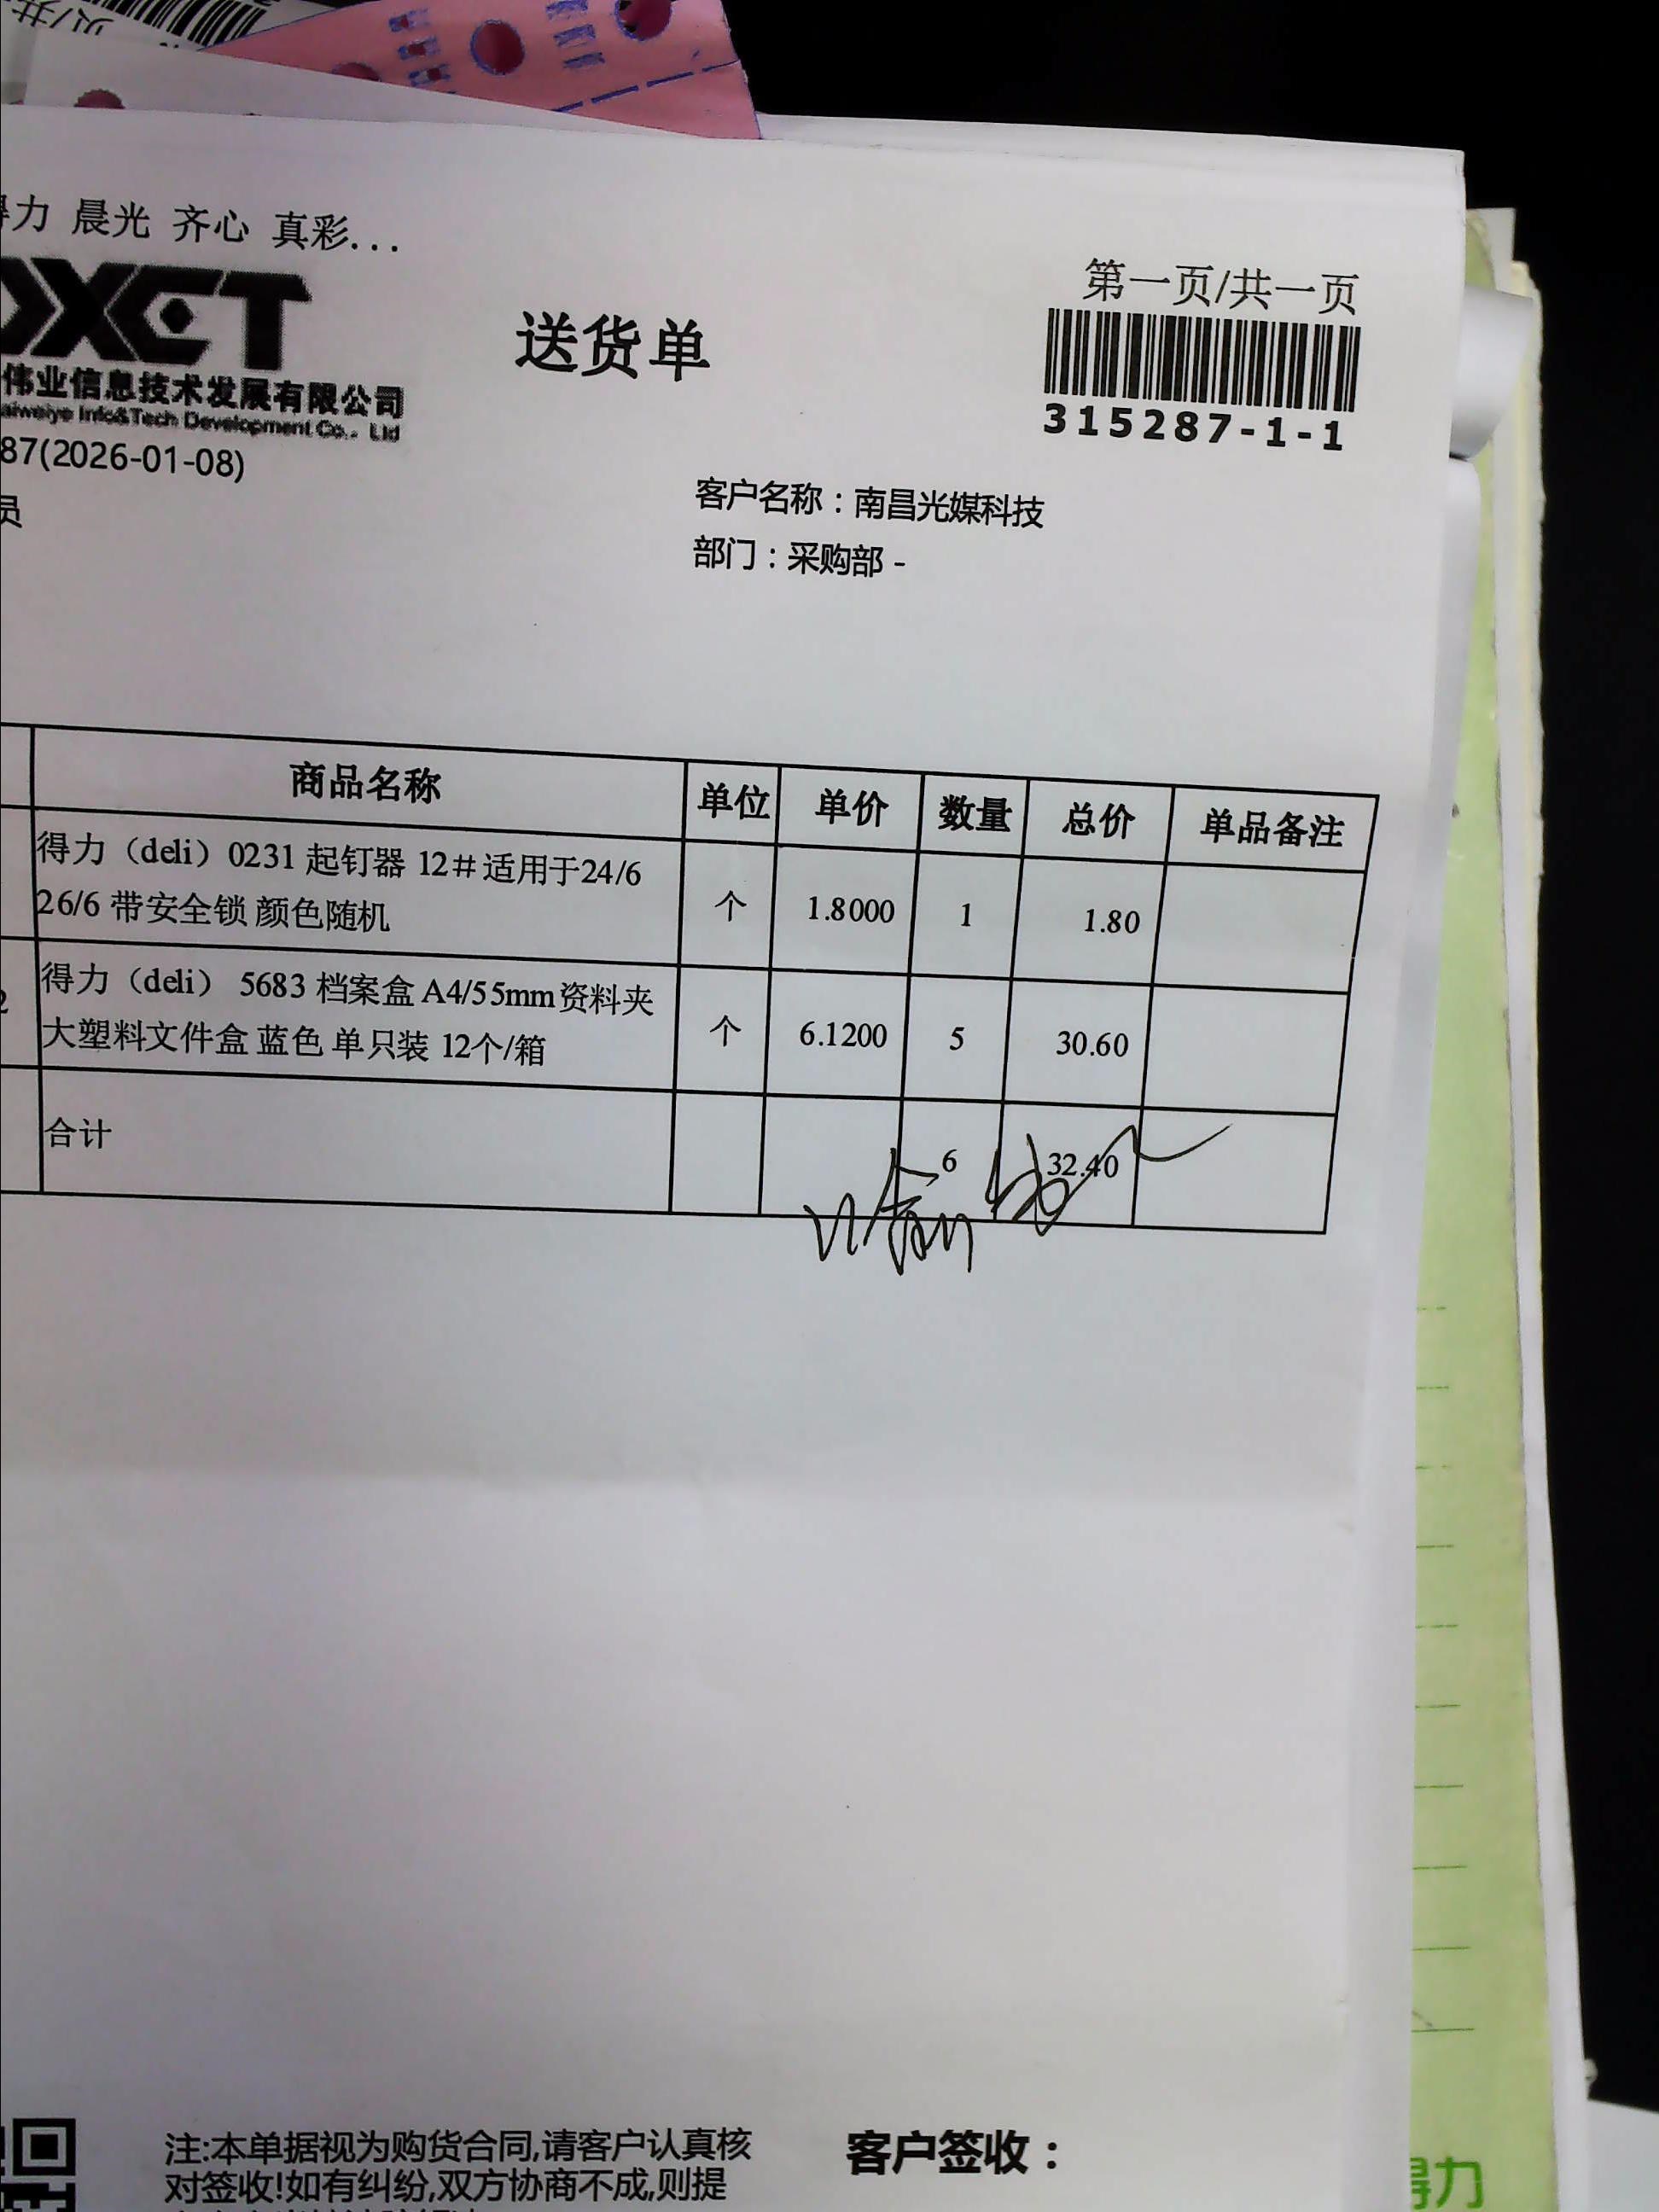 力 晨光 齐心 真彩...
第一页/共一页
送货单
315287-1-1
伟业信息技术发展有限公司
aiweiye Info&Tech Development Co., Ltd
87(2026-01-08)
员
客户名称：南昌光媒科技
部门：采购部 -
商品名称 单位 单价 数量 总价 单品备注
得力（deli）0231 起钉器 12#适用于24/6
26/6 带安全锁 颜色随机 个 1.8000 1 1.80
2 得力（deli） 5683 档案盒 A4/55mm资料夹
大塑料文件盒 蓝色 单只装 12个/箱 个 6.1200 5 30.60
合计 6 32.40
注:本单据视为购货合同,请客户认真核
对签收!如有纠纷,双方协商不成,则提
客户签收：
得力